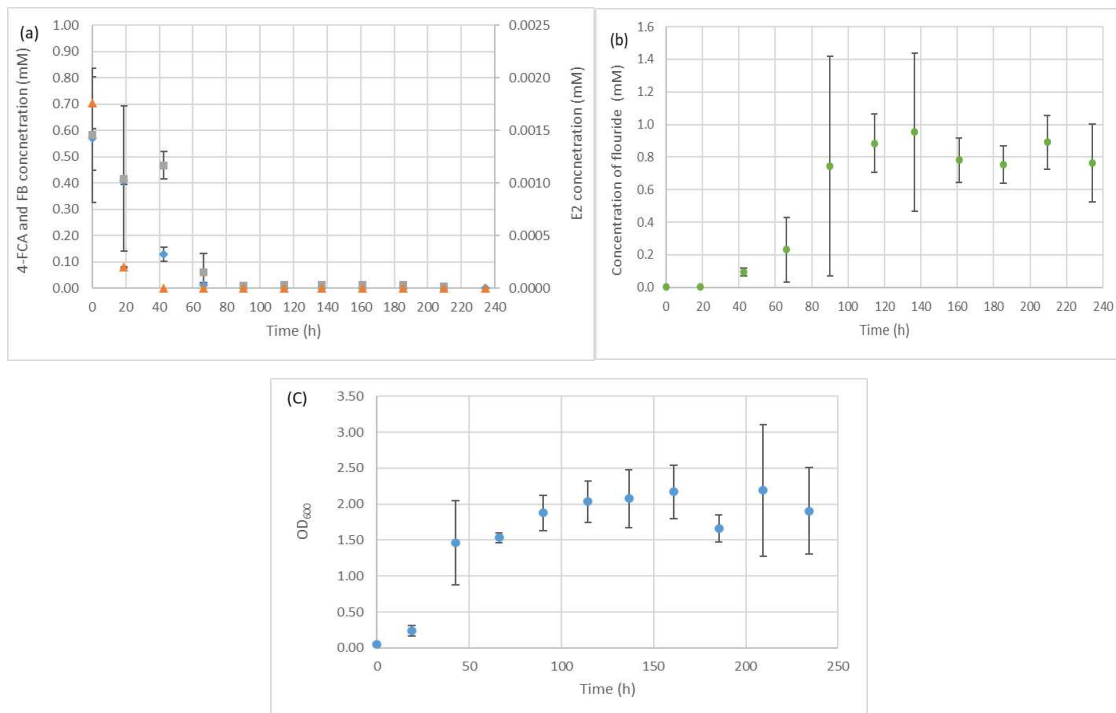 (a)
4-FCA and FB concnetration (mM)
1.00
0.90
0.80
0.70
0.60
0.50
0.40
0.30
0.20
0.10
0.00
0 20 40 60 80 100 120 140 160 180 200 220 240
Time (h)
0.0025
0.0020
0.0015
0.0010
0.0005
0.0000
E2 concnetration (mM)
(b)
Concentration of flouride (mM)
1.6
1.4
1.2
1.0
0.8
0.6
0.4
0.2
0.0
0 20 40 60 80 100 120 140 160 180 200 220 240
Time (h)
(C)
OD600
3.50
3.00
2.50
2.00
1.50
1.00
0.50
0.00
0 50 100 150 200 250
Time (h)